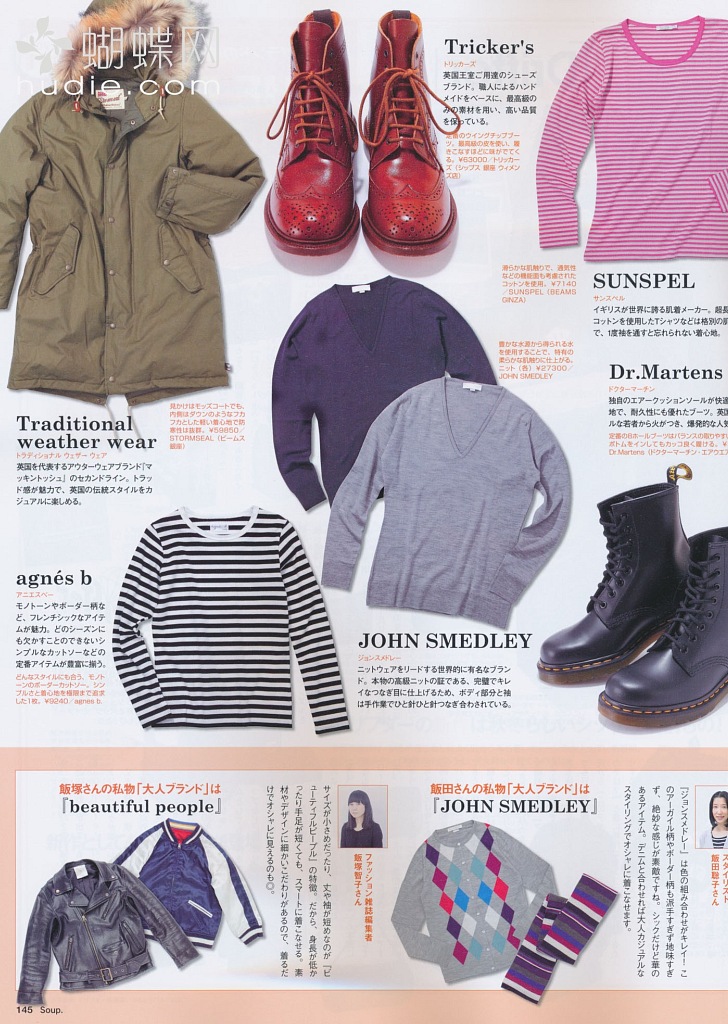 蝴蝶网
hudie.com
Tricker's
トリッカーズ
英国王室ご用達のシューズ
ブランド。職人によるハンド
メイドをベースに、最高級の
みの素材を用い、高い品質
を保っている。
定番のウイングチップブー
ツ。最高級の皮を使い、履
きこなすほどに味がでてく
る。¥63000／トリッカー
ズ（シップス 銀座 ウィメン
ズ店）
滑らかな肌触りで、通気性
などの機能面も考慮された
コットンを使用。¥7140
／SUNSPEL（BEAMS
GINZA）
SUNSPEL
サンスペル
イギリスが世界に誇る肌着メーカー。超長
コットンを使用したTシャツなどは格別の肌
で、1度袖を通すと忘れられない着心地。
豊かな水源から得られる水
を使用することで、特有の
柔らかな肌触りに仕上がる。
ニット（各）¥27300／
JOHN SMEDLEY
Dr.Martens
ドクターマーチン
独自のエアークッションソールが快適
地で、耐久性にも優れたブーツ。英国
ルな若者から火がつき、爆発的な人気
定番の8ホールブーツはバランスの取りやすい
ボトムをインしてもカッコ良く履ける。¥
Dr.Martens（ドクターマーチン・エアウエア
Traditional
weather wear
トラディショナル ウェザー ウェア
英国を代表するアウターウェアブランド『マ
ッキントッシュ』のセカンドライン。トラッ
ド感が魅力で、英国の伝統スタイルをカ
ジュアルに楽しめる。
見かけはモッズコートでも、
内側はダウンのようなフカ
フカとした軽い着心地で防
寒性は抜群。¥59850／
STORMSEAL（ビームス
銀座）
agnés b
アニエスベー
モノトーンやボーダー柄な
ど、フレンチシックなアイテ
ムが魅力。どのシーズンに
も欠かすことのできないシ
ンプルなカットソーなどの
定番アイテムが豊富に揃う。
どんなスタイルにも合う、モノト
ーンのボーダーカットソー。シン
プルさと着心地を極限まで追求
した1枚。¥9240／agnes b.
JOHN SMEDLEY
ジョンスメドレー
ニットウェアをリードする世界的に有名なブラン
ド。本物の高級ニットの証である、完璧でキレ
イなつなぎ目に仕上げるため、ボディ部分と袖
は手作業でひと針ひと針つなぎ合わされている。
飯塚さんの私物「大人ブランド」は
『beautiful people』
サイズが小さめだったり、丈や袖が短めなのが『ビ
ューティフルピープル』の特徴。だから、身長が低か
ったり手足が短くても、スマートに着こなせる。素
材やデザインに細かいこだわりがあるので、着るだ
けでオシャレに見えるのも◎。
ファッション雑誌編集者
飯塚智子さん
飯田さんの私物「大人ブランド」は
『JOHN SMEDLEY』
『ジョンスメドレー』は色の組み合わせがキレイ！こ
のアーガイル柄やボーダー柄も派手すぎず地味すぎ
ず、絶妙な感じが素敵ですね。シックだけど華の
あるアイテム。デニムと合わせれば大人カジュアルな
スタイリングでオシャレに着こなせます。
スタイリスト
飯田聡子さん
145 Soup.